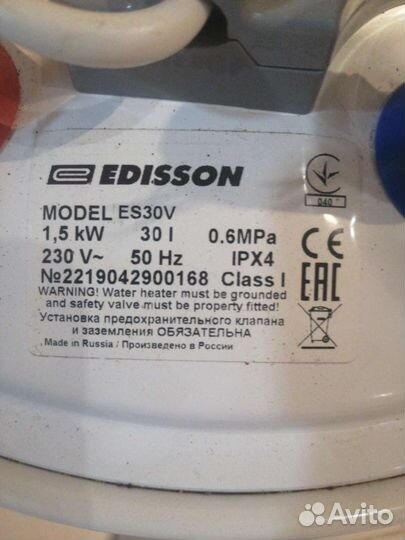 EDISSON
040
MODEL ES30V
1,5 kW 30 l 0.6MPa
230 V~ 50 Hz IPX4
№2219042900168 Class I
WARNING! Water heater must be grounded
and safety valve must be property fitted!
Установка предохранительного клапана
и заземления ОБЯЗАТЕЛЬНА
Made in Russia / Произведено в России
CE
EAC
Avito